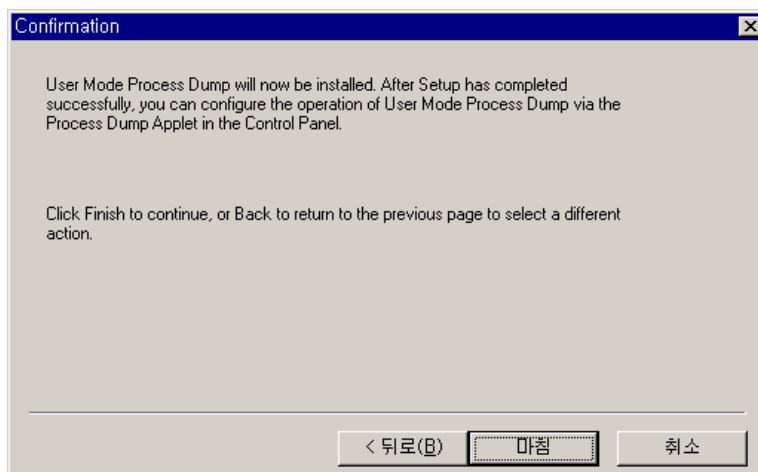 Confirmation
User Mode Process Dump will now be installed. After Setup has completed
successfully, you can configure the operation of User Mode Process Dump via the
Process Dump Applet in the Control Panel.
Click Finish to continue, or Back to return to the previous page to select a different
action.
< 뒤로(B) 마침 취소